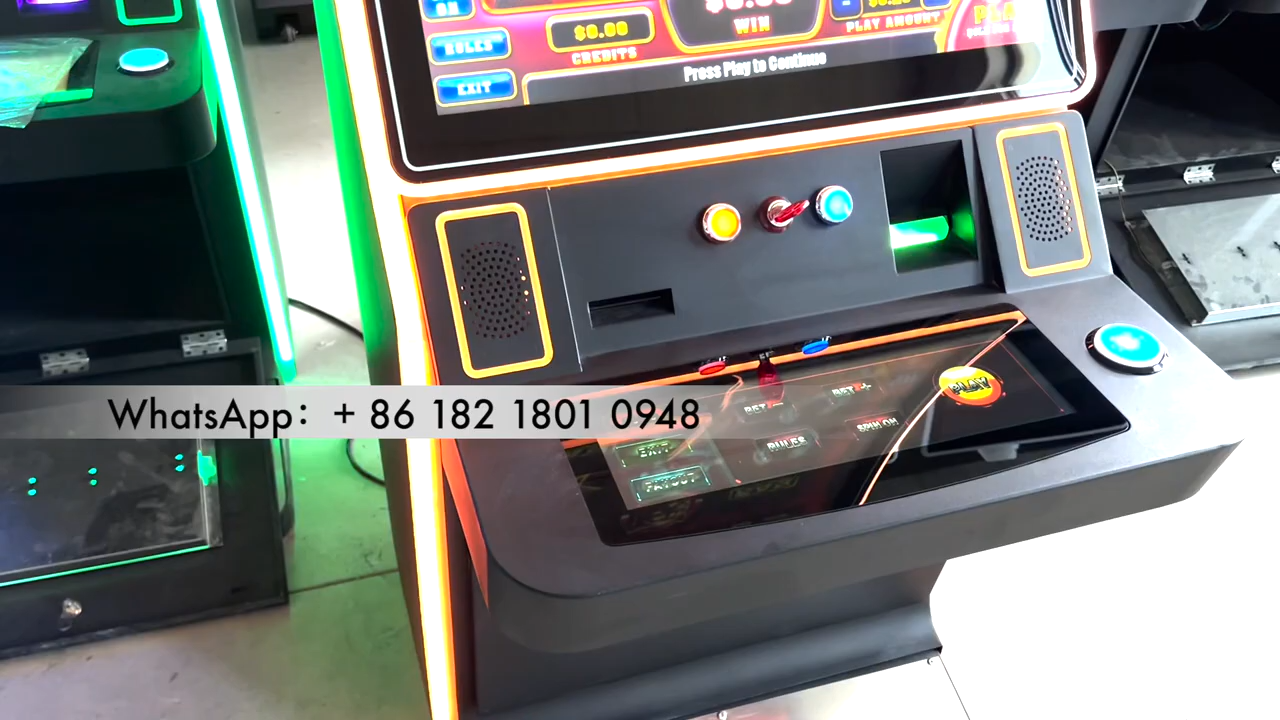 RULES
EXIT
$0.00
CREDITS
WIN
PLAY AMOUNT
Press Play to Continue
WhatsApp：+ 86 182 1801 0948
BET
BET
EXIT
RULES
PAYOUT
PLAY